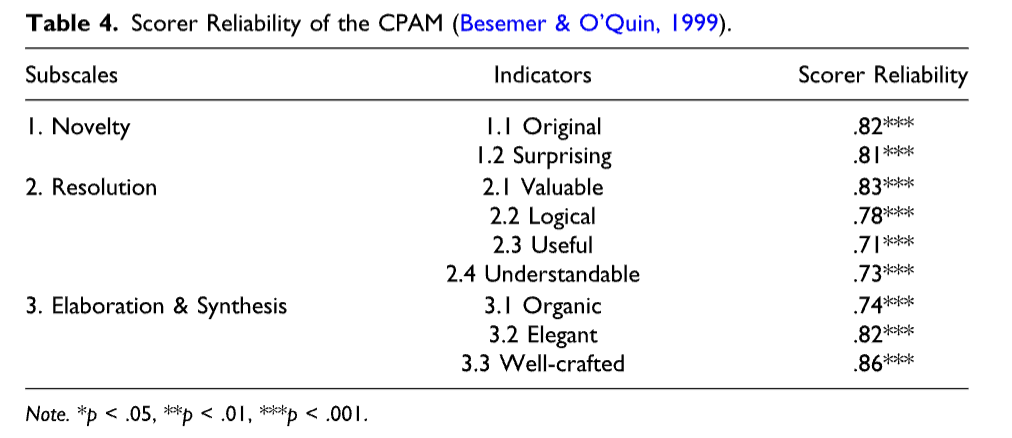 Table 4. Scorer Reliability of the CPAM (Besemer & O'Quin, 1999).
Subscales Indicators Scorer Reliability
1. Novelty 1.1 Original .82***
1.2 Surprising .81***
2. Resolution 2.1 Valuable .83***
2.2 Logical .78***
2.3 Useful .71***
2.4 Understandable .73***
3. Elaboration & Synthesis 3.1 Organic .74***
3.2 Elegant .82***
3.3 Well-crafted .86***
Note. *p < .05, **p < .01, ***p < .001.